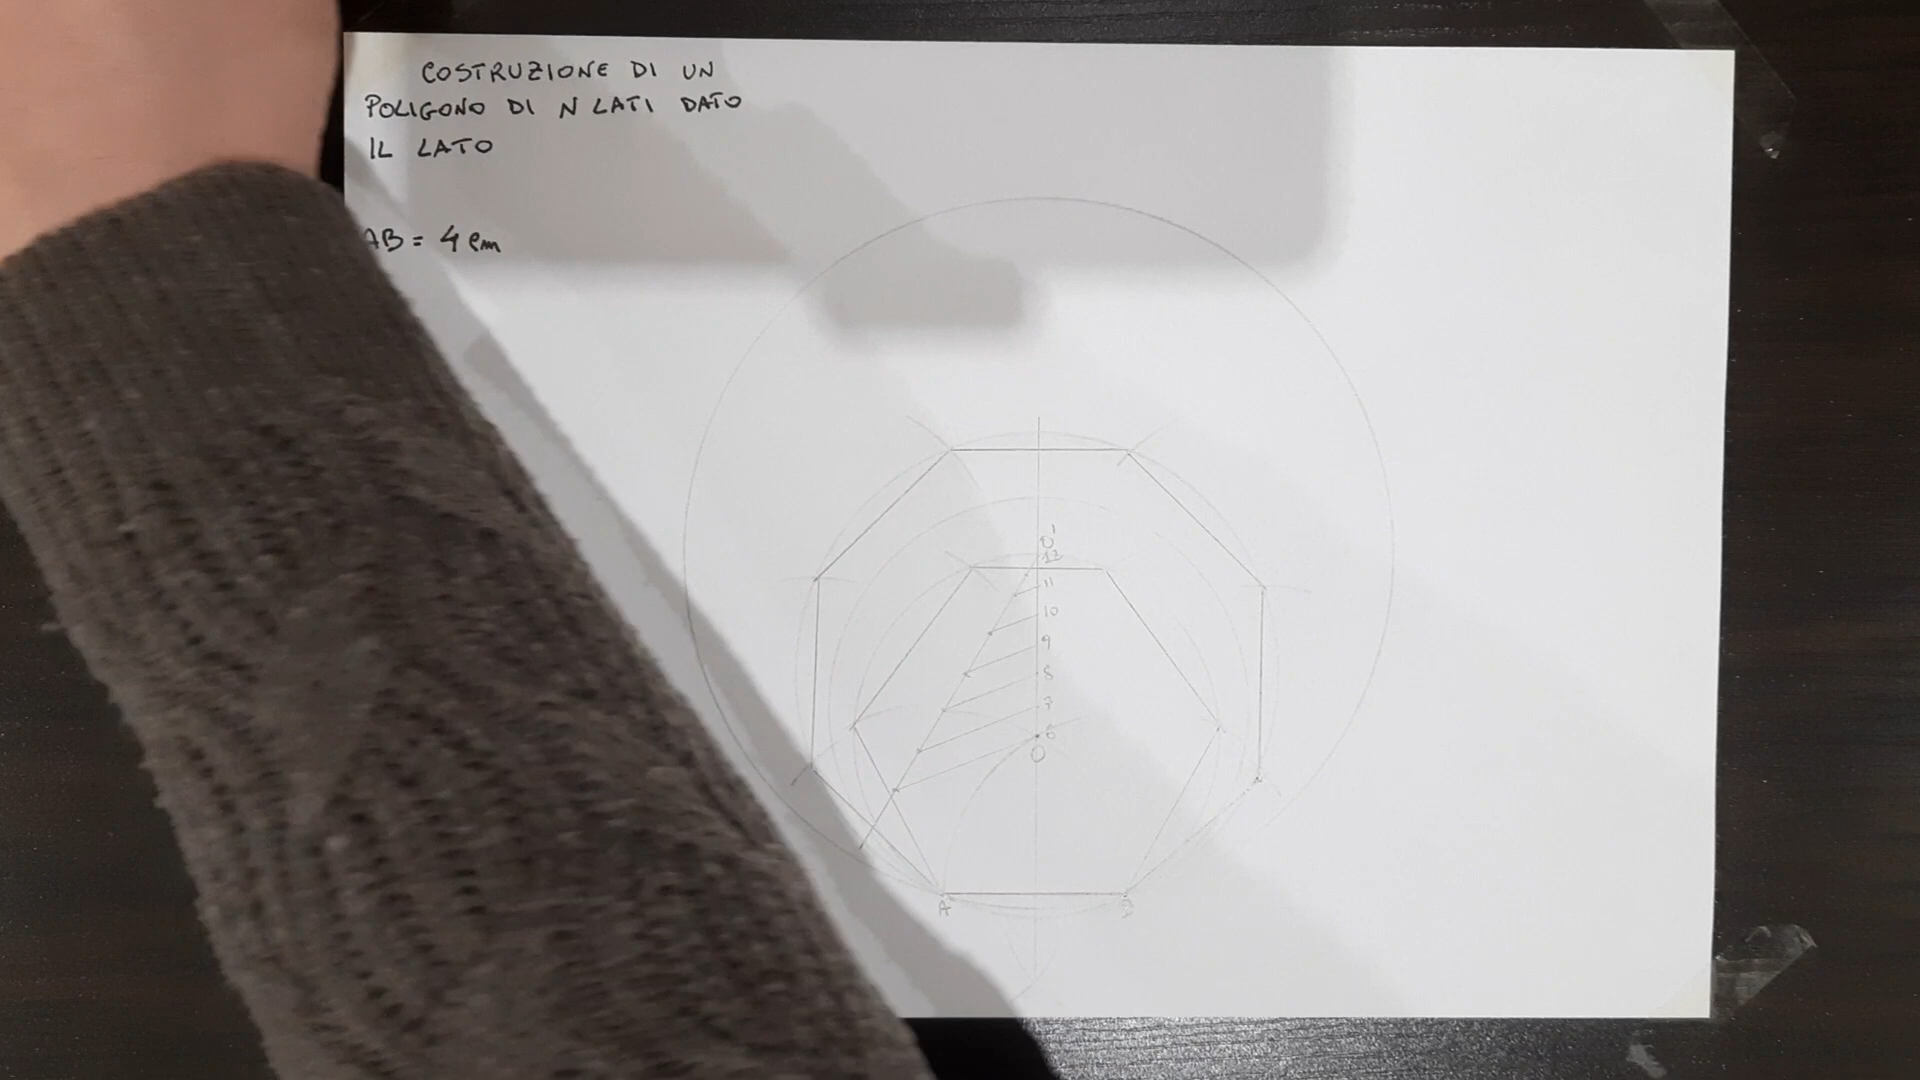 COSTRUZIONE DI UN
POLIGONO DI N LATI DATO
IL LATO
AB = 4 cm
O'
12
11
10
9
8
7
6
O
A
B